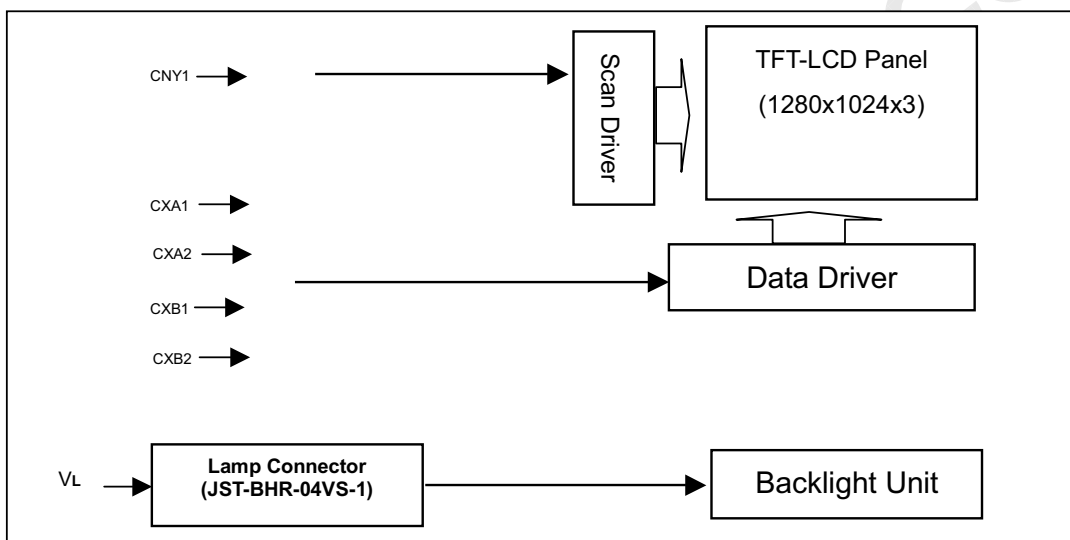 CNY1
Scan Driver
TFT-LCD Panel
(1280x1024x3)
CXA1
CXA2
CXB1
CXB2
Data Driver
VL
Lamp Connector
(JST-BHR-04VS-1)
Backlight Unit